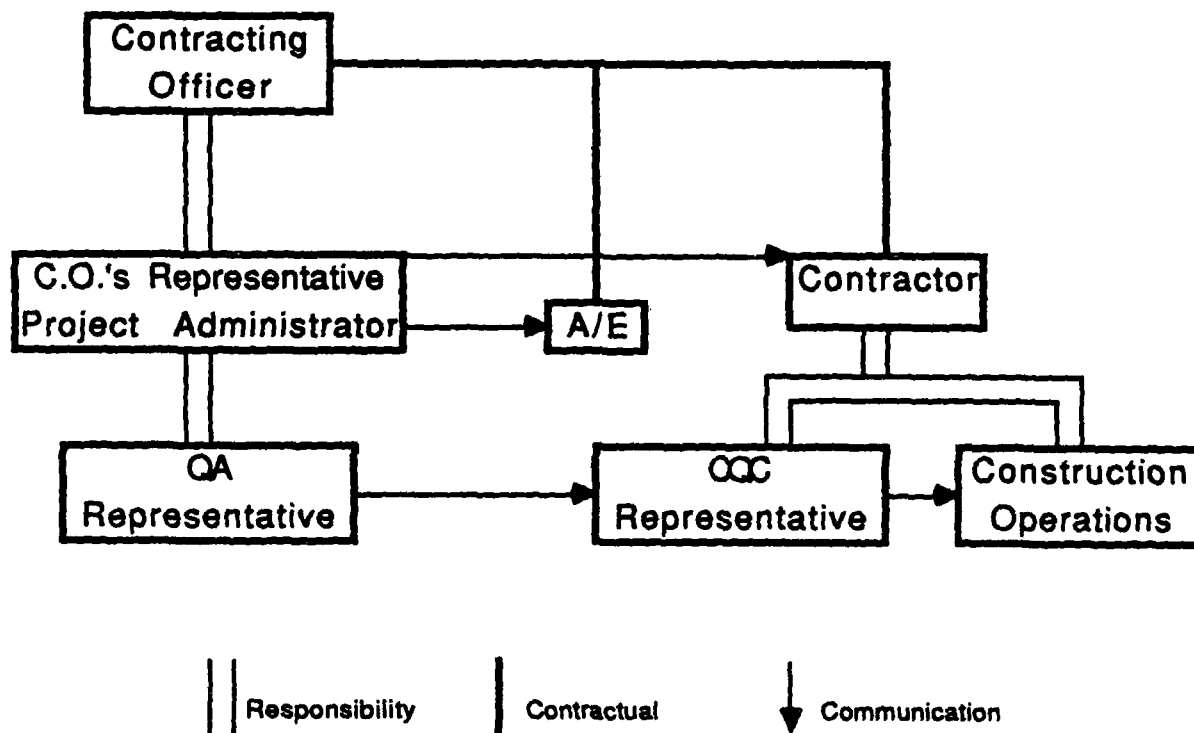 Contracting
Officer
C.O.'s Representative
Project Administrator
A/E
Contractor
QA
Representative
CQC
Representative
Construction
Operations
Responsibility
Contractual
Communication